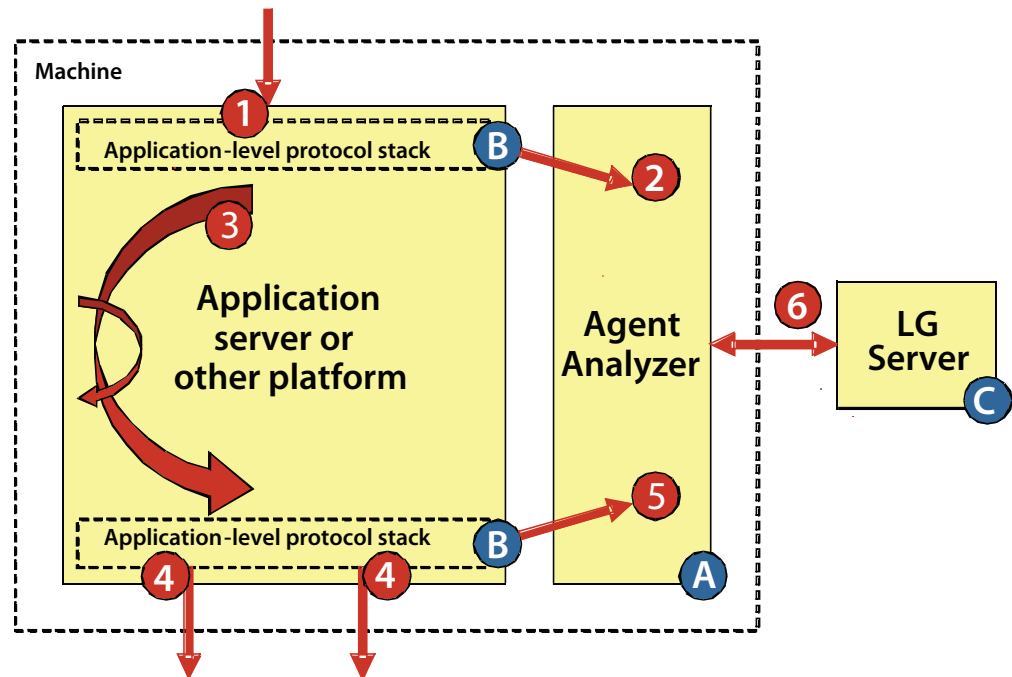 Machine
1
Application-level protocol stack
B
2
3
Application
server or
other platform
Agent
Analyzer
6
LG
Server
C
5
Application-level protocol stack
B
4
4
A